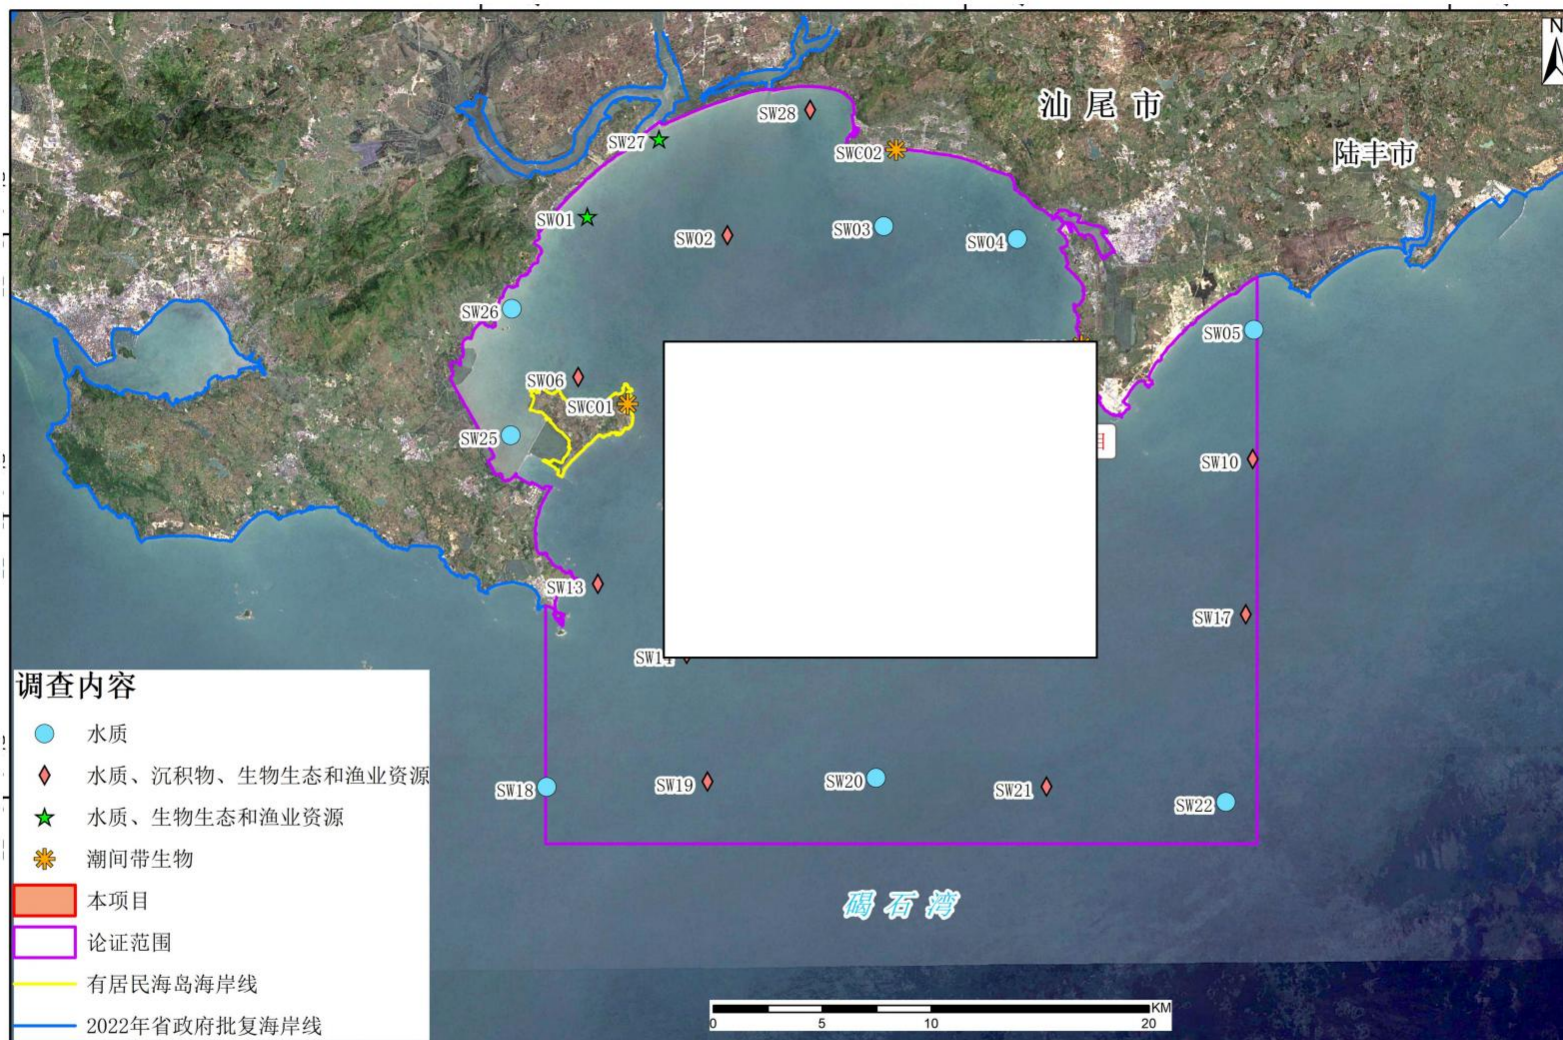 N
汕尾市
陆丰市
SW28
SW27
SWC02
SW01
SW02
SW03
SW04
SW26
SW05
SW06
SWC01
SW25
SW10
SW13
SW17
SW14
SW18
SW19
SW20
SW21
SW22
碣石湾
调查内容
水质
水质、沉积物、生物生态和渔业资源
水质、生物生态和渔业资源
潮间带生物
本项目
论证范围
有居民海岛海岸线
2022年省政府批复海岸线
KM
0 5 10 20